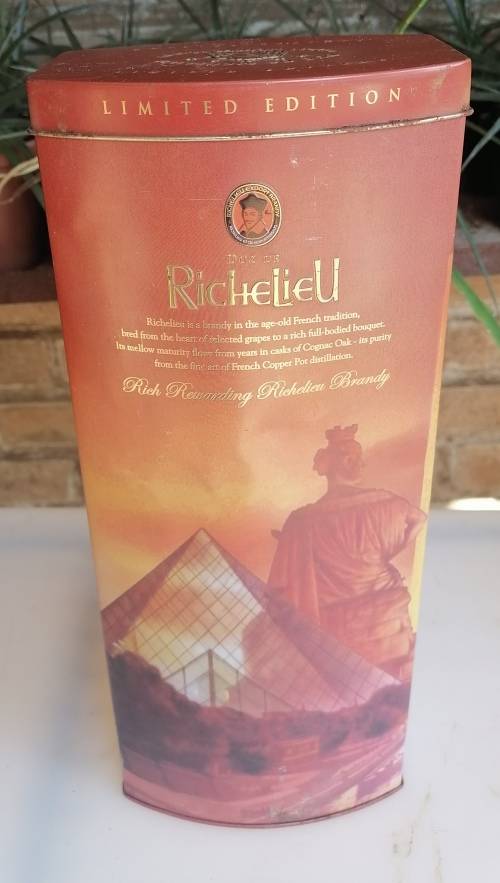 LIMITED EDITION
RICHELIEU
Richelieu is a brandy in the age-old French tradition,
bred from the heart of selected grapes to a rich full-bodied bouquet.
Its mellow maturity flows from years in casks of Cognac Oak - its purity
from the fine art of French Copper Pot distillation.
Rich Rewarding Richelieu Brandy